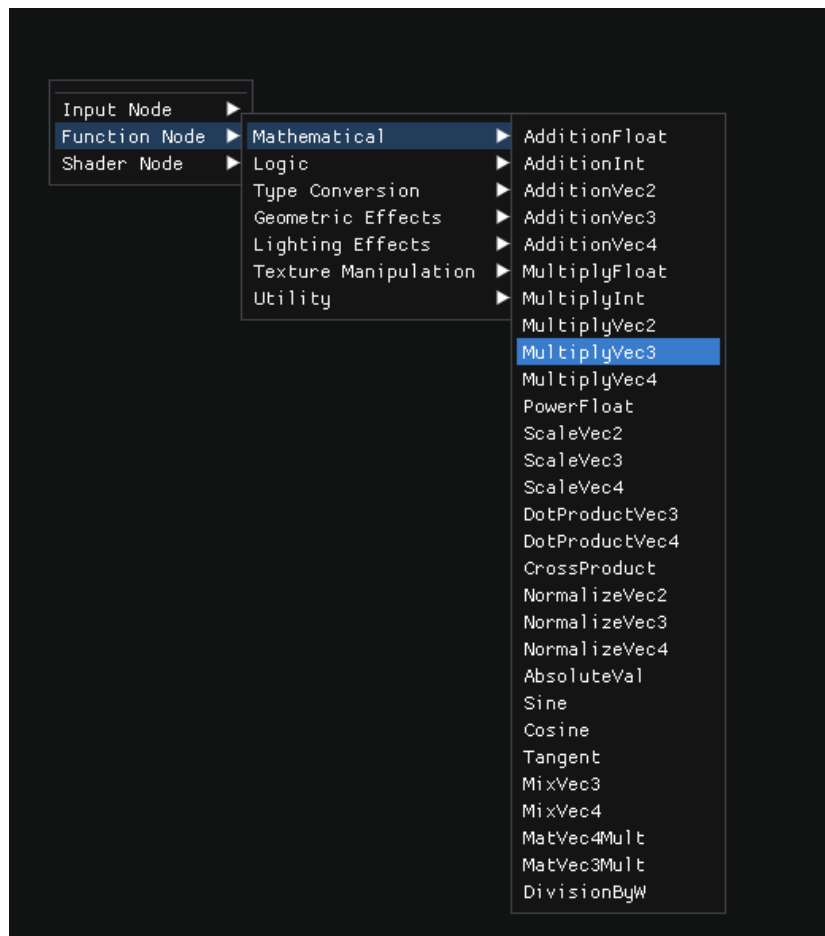 Input Node
Function Node
Shader Node
Mathematical
Logic
Type Conversion
Geometric Effects
Lighting Effects
Texture Manipulation
Utility
AdditionFloat
AdditionInt
AdditionVec2
AdditionVec3
AdditionVec4
MultiplyFloat
MultiplyInt
MultiplyVec2
MultiplyVec3
MultiplyVec4
PowerFloat
ScaleVec2
ScaleVec3
ScaleVec4
DotProductVec3
DotProductVec4
CrossProduct
NormalizeVec2
NormalizeVec3
NormalizeVec4
AbsoluteVal
Sine
Cosine
Tangent
MixVec3
MixVec4
MatVec4Mult
MatVec3Mult
DivisionByW